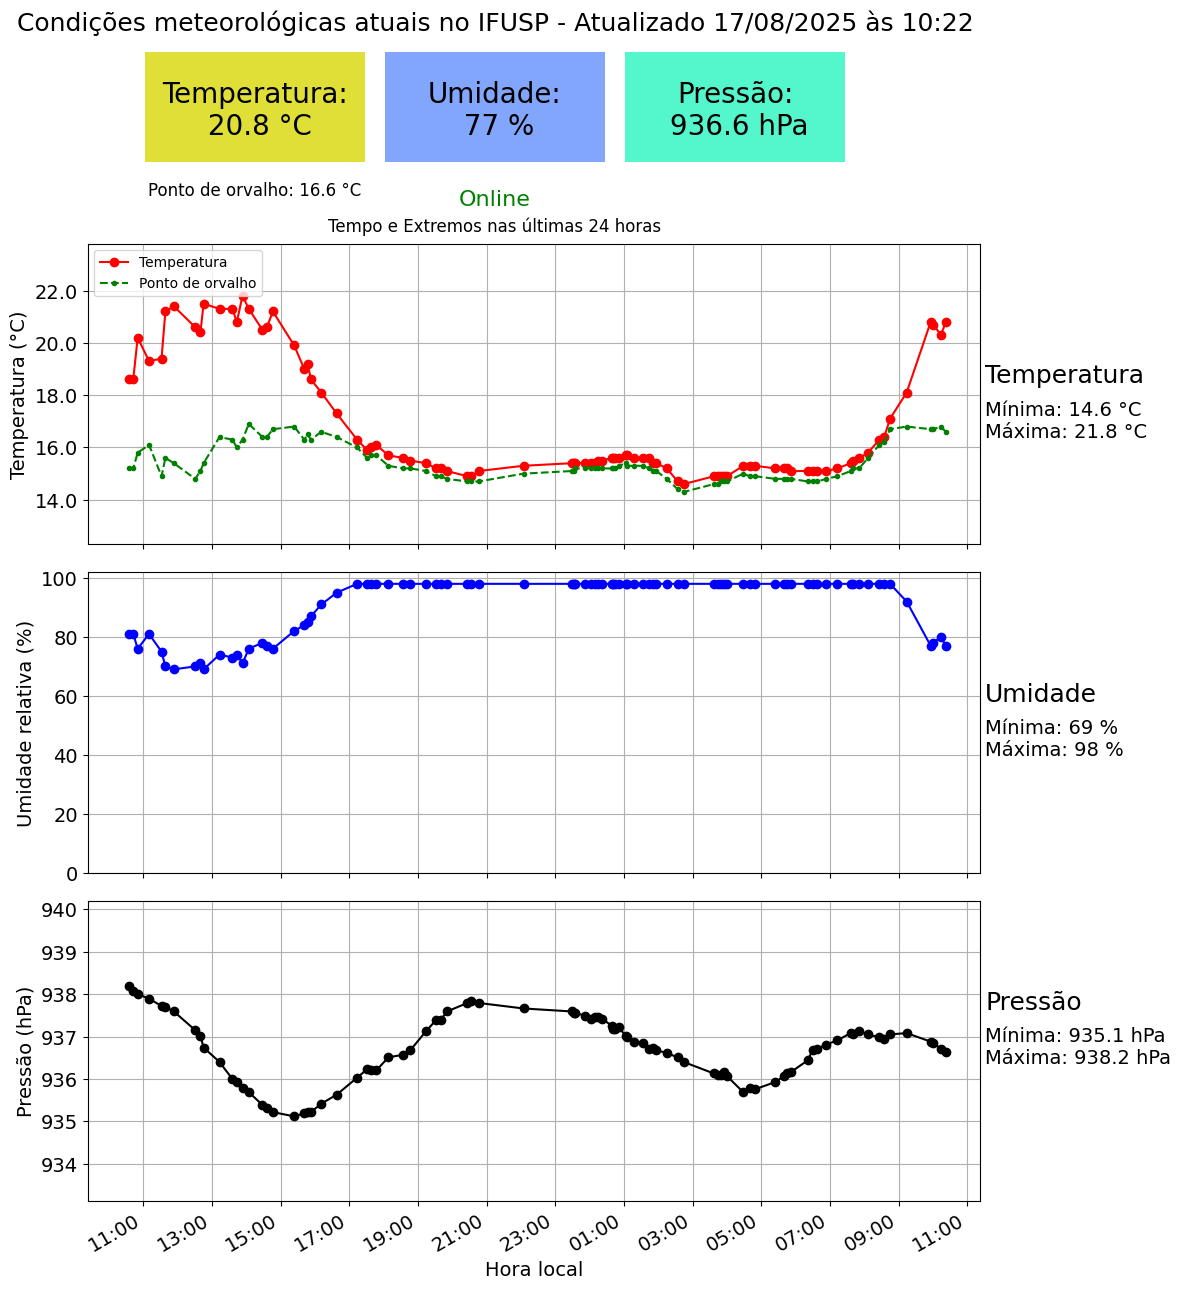 Condições meteorológicas atuais no IFUSP - Atualizado 17/08/2025 às 10:22
Temperatura:
20.8 °C
Umidade:
77 %
Pressão:
936.6 hPa
Ponto de orvalho: 16.6 °C
Online
Tempo e Extremos nas últimas 24 horas
Temperatura
Ponto de orvalho
Temperatura (°C)
22.0
20.0
18.0
16.0
14.0
Temperatura
Mínima: 14.6 °C
Máxima: 21.8 °C
Umidade relativa (%)
100
80
60
40
20
0
Umidade
Mínima: 69 %
Máxima: 98 %
Pressão (hPa)
940
939
938
937
936
935
934
Pressão
Mínima: 935.1 hPa
Máxima: 938.2 hPa
11:00 13:00 15:00 17:00 19:00 21:00 23:00 01:00 03:00 05:00 07:00 09:00 11:00
Hora local